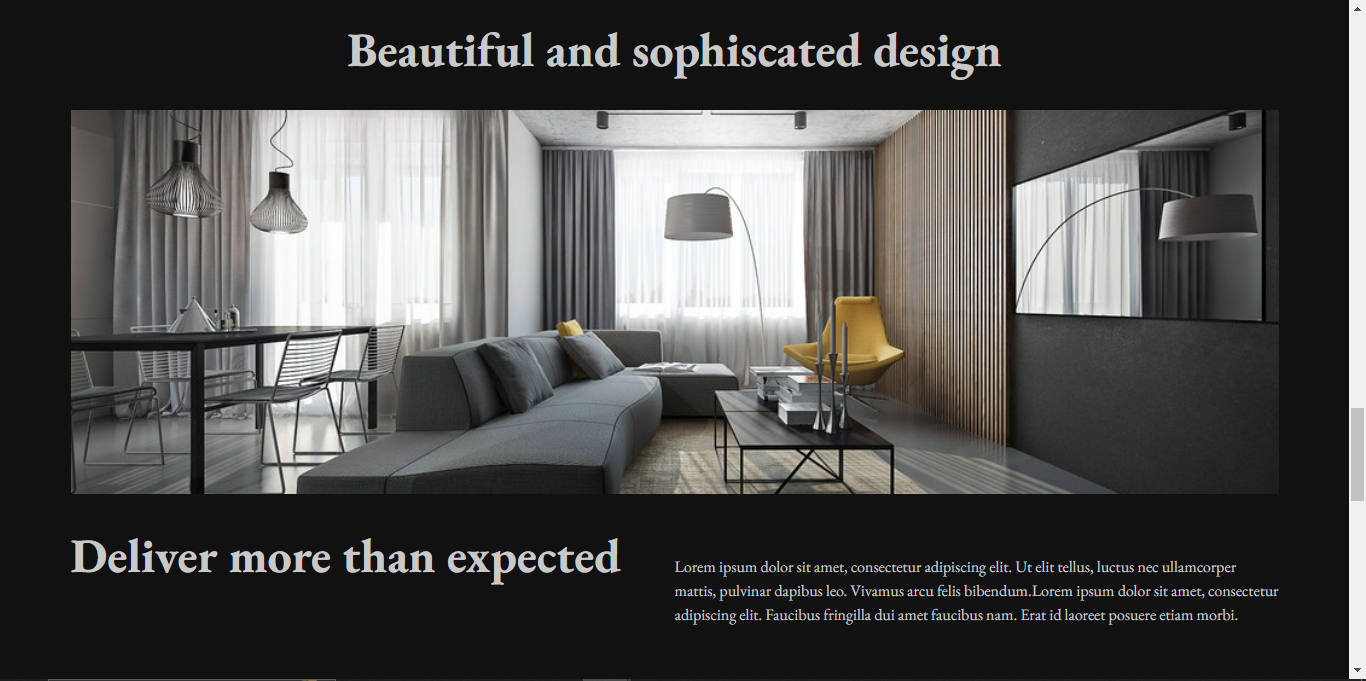 Beautiful and sophiscated design
Deliver more than expected
Lorem ipsum dolor sit amet, consectetur adipiscing elit. Ut elit tellus, luctus nec ullamcorper
mattis, pulvinar dapibus leo. Vivamus arcu felis bibendum.Lorem ipsum dolor sit amet, consectetur
adipiscing elit. Faucibus fringilla dui amet faucibus nam. Erat id laoreet posuere etiam morbi.